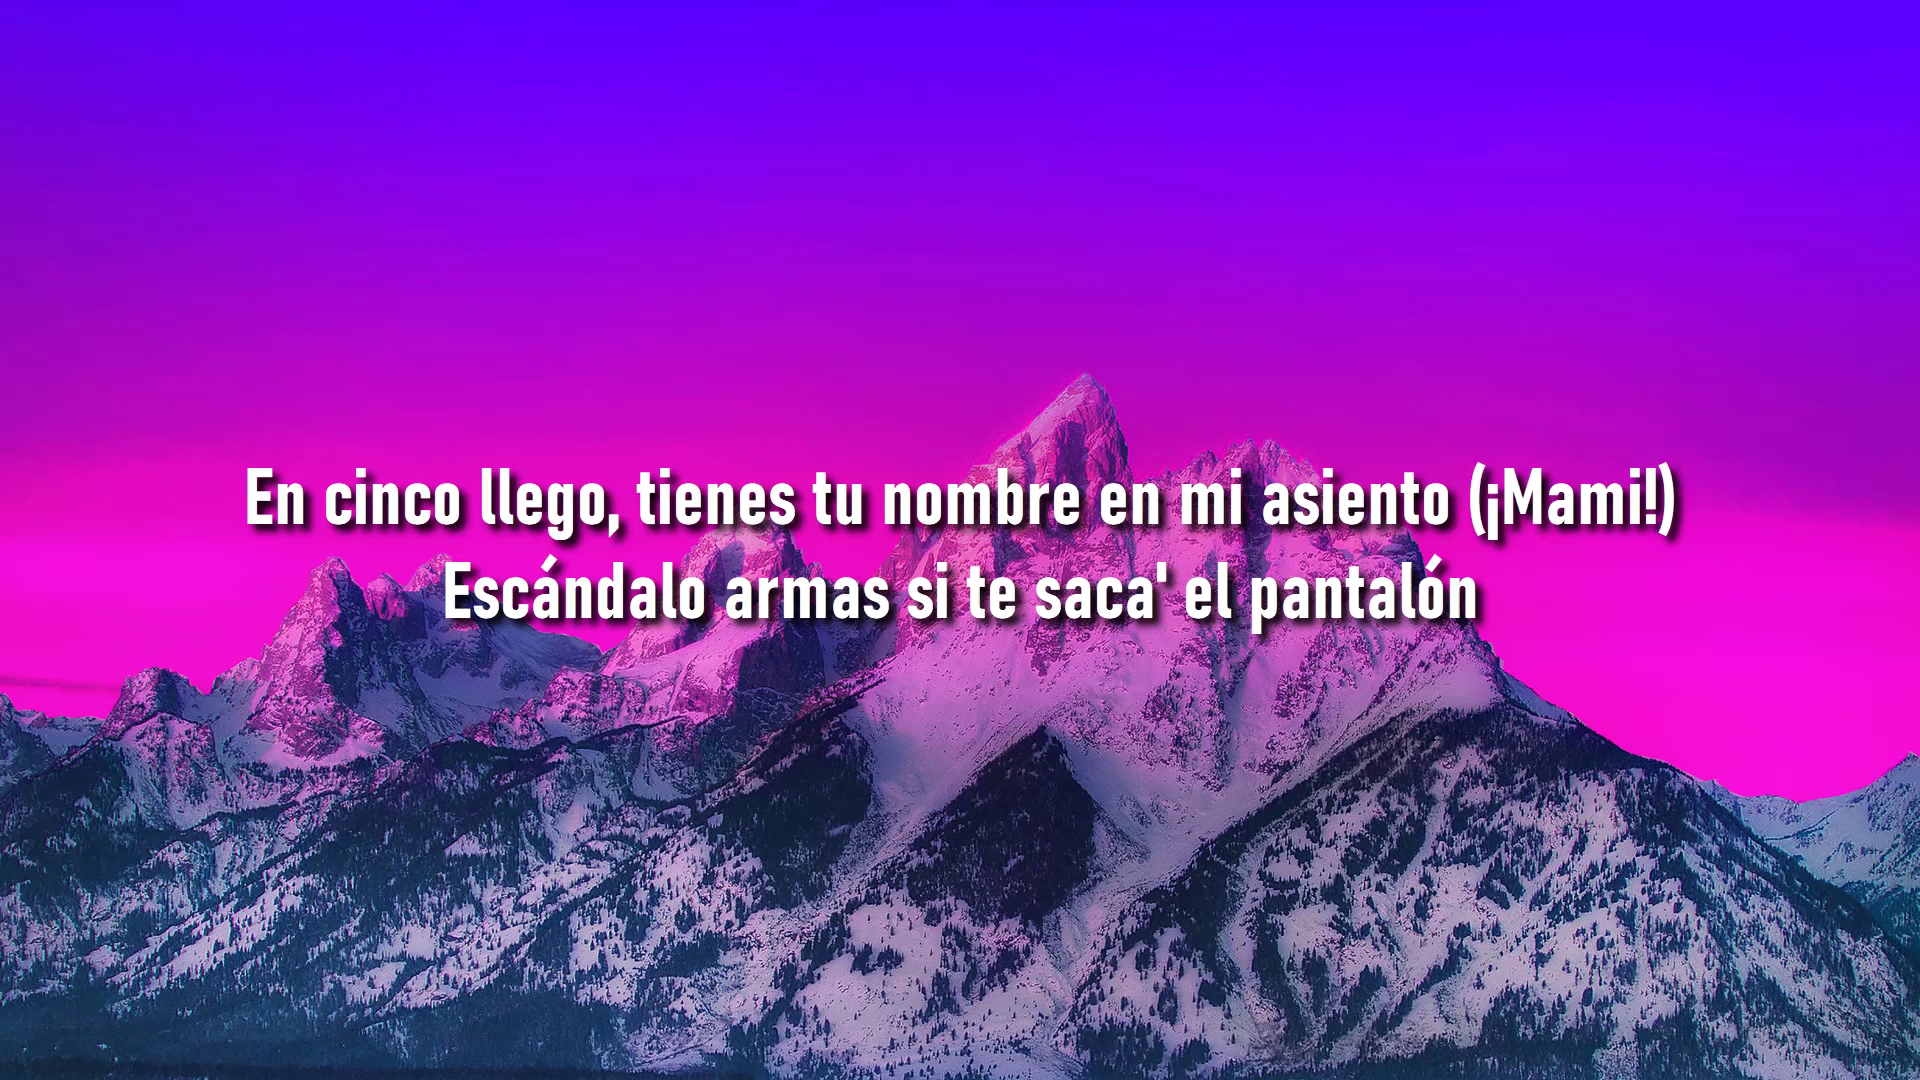 En cinco llego, tienes tu nombre en mi asiento (¡Mami!)
Escándalo armas si te saca' el pantalón